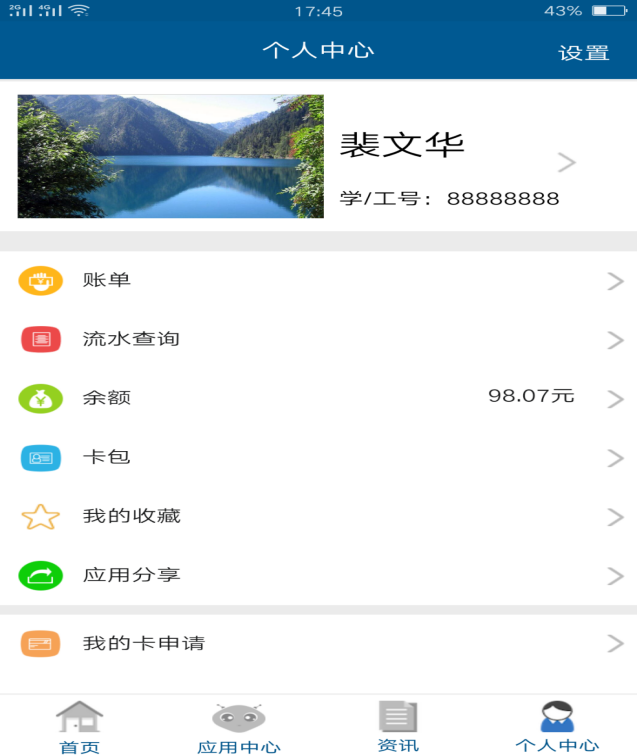 2G 4G 17:45 43%
个人中心 设置
裴文华
学/工号：88888888
账单
流水查询
余额 98.07元
卡包
我的收藏
应用分享
我的卡申请
首页 应用中心 资讯 个人中心